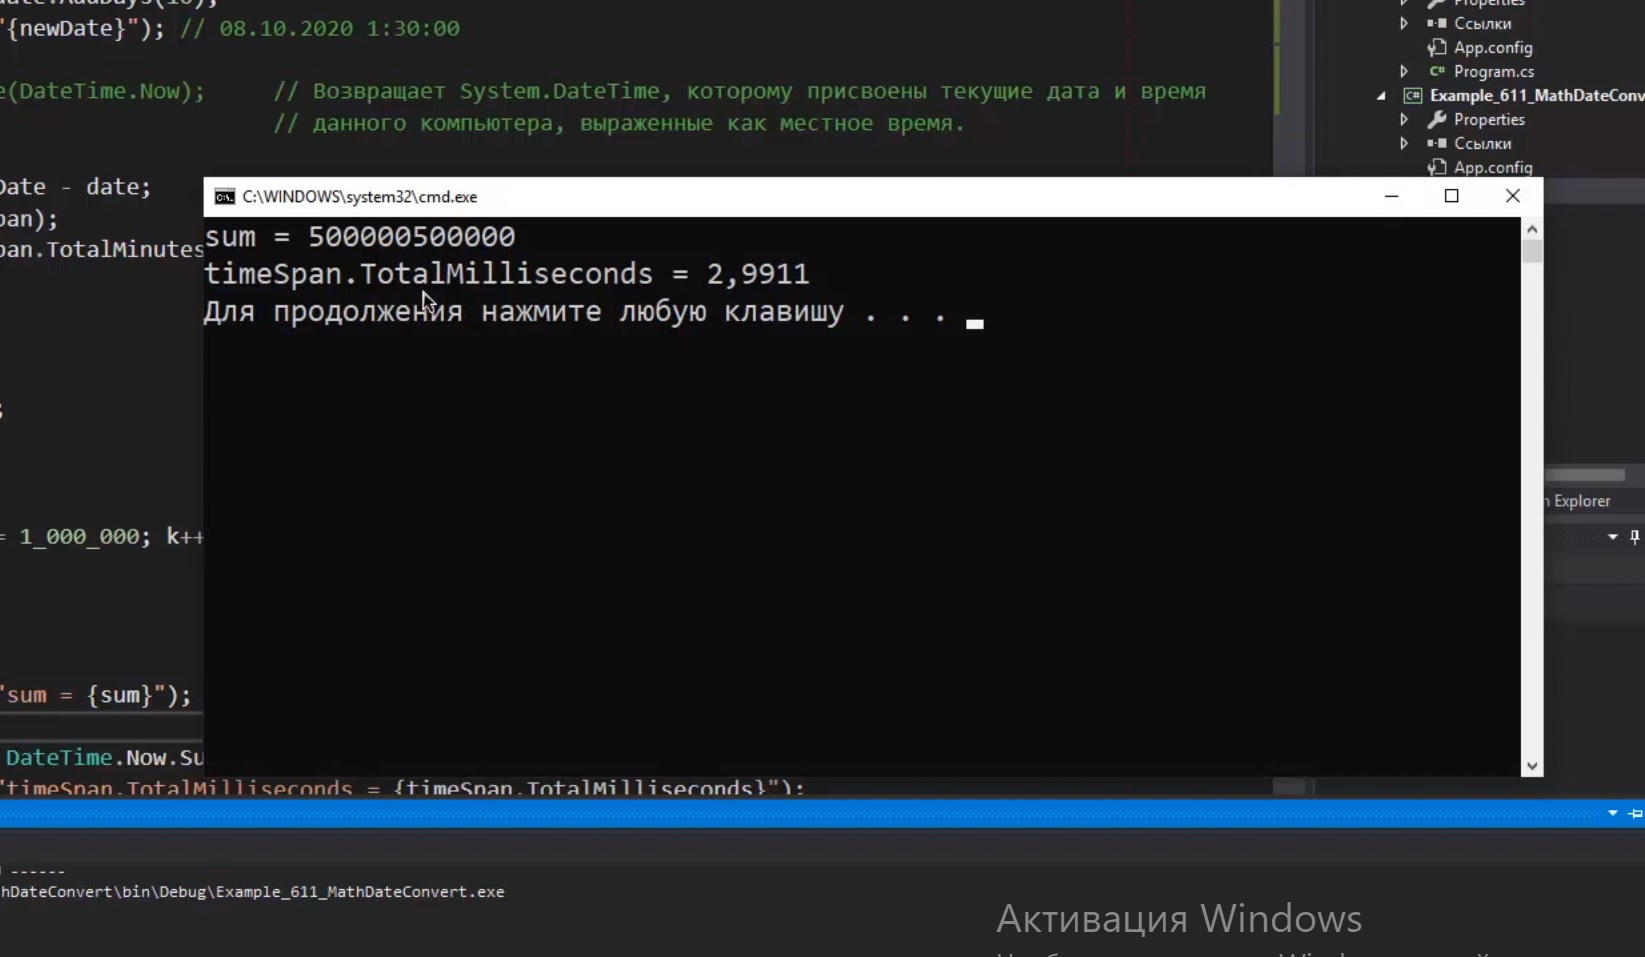 date.AddDays(10);
"{newDate}"); // 08.10.2020 1:30:00
e(DateTime.Now); // Возвращает System.DateTime, которому присвоены текущие дата и время
// данного компьютера, выраженные как местное время.
Date - date;
pan);
pan.TotalMinutes
= 1_000_000; k++
"sum = {sum}");
DateTime.Now.Su
"timeSpan.TotalMilliseconds = {timeSpan.TotalMilliseconds}");
C:\WINDOWS\system32\cmd.exe
sum = 500000500000
timeSpan.TotalMilliseconds = 2,9911
Для продолжения нажмите любую клавишу . . .
Properties
Ссылки
App.config
C# Program.cs
C# Example_611_MathDateConv
Properties
Ссылки
App.config
n Explorer
------
hDateConvert\bin\Debug\Example_611_MathDateConvert.exe
Активация Windows